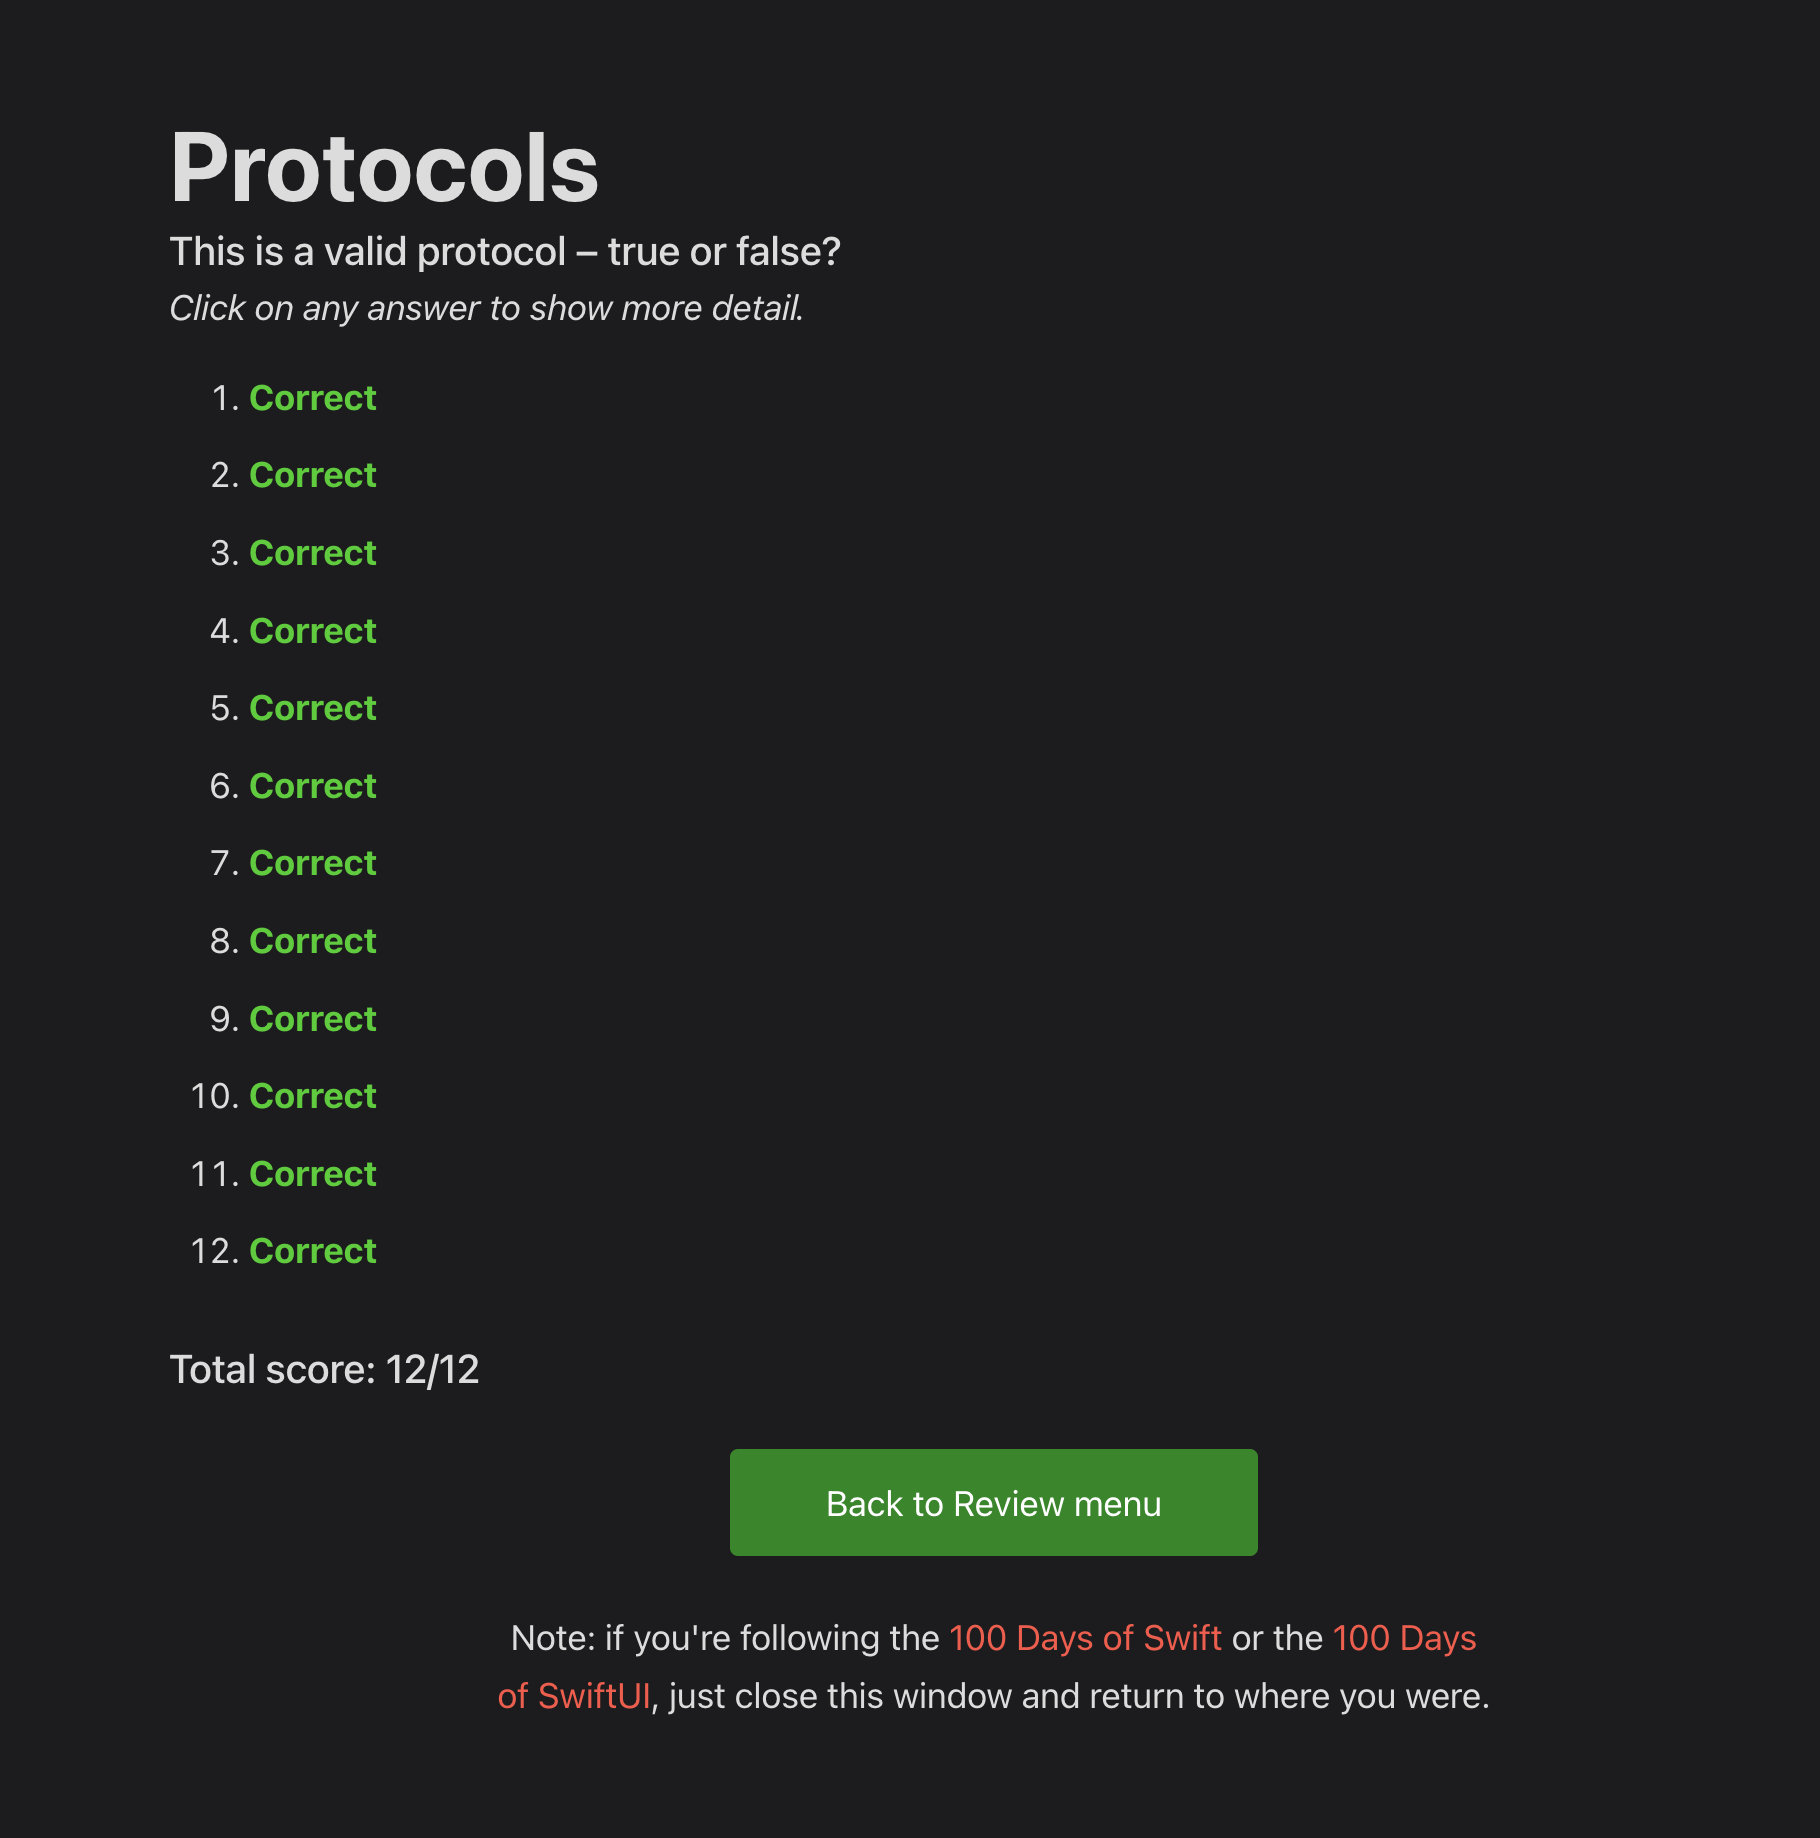 Protocols
This is a valid protocol – true or false?
Click on any answer to show more detail.
1. Correct
2. Correct
3. Correct
4. Correct
5. Correct
6. Correct
7. Correct
8. Correct
9. Correct
10. Correct
11. Correct
12. Correct
Total score: 12/12
Back to Review menu
Note: if you're following the 100 Days of Swift or the 100 Days
of SwiftUI, just close this window and return to where you were.